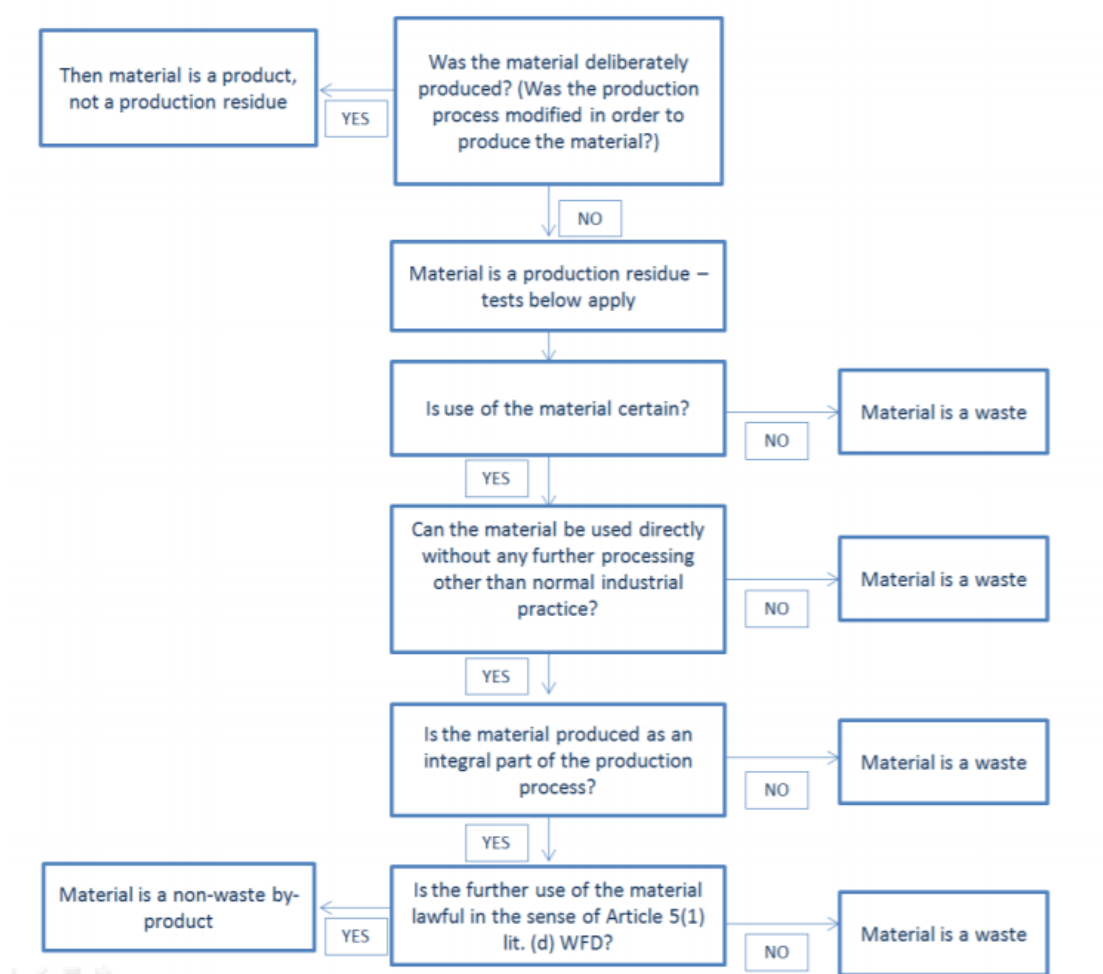 Then material is a product,
not a production residue
YES
Was the material deliberately
produced? (Was the production
process modified in order to
produce the material?)
NO
Material is a production residue –
tests below apply
Is use of the material certain?
NO
Material is a waste
YES
Can the material be used directly
without any further processing
other than normal industrial
practice?
NO
Material is a waste
YES
Is the material produced as an
integral part of the production
process?
NO
Material is a waste
YES
Is the further use of the material
lawful in the sense of Article 5(1)
lit. (d) WFD?
YES
Material is a non-waste by-
product
NO
Material is a waste